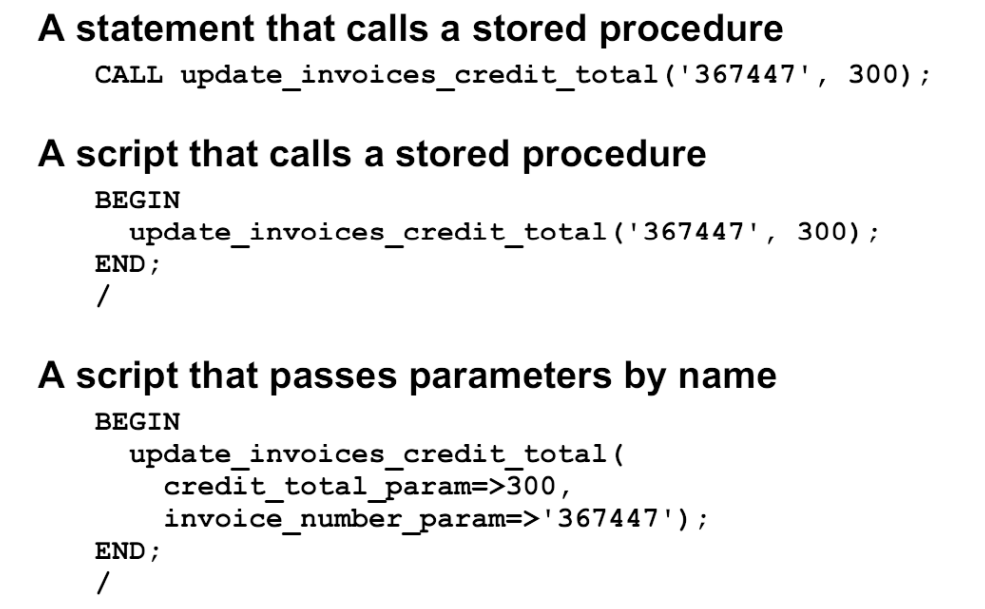 A statement that calls a stored procedure
CALL update_invoices_credit_total('367447', 300);
A script that calls a stored procedure
BEGIN
update_invoices_credit_total('367447', 300);
END;
/
A script that passes parameters by name
BEGIN
update_invoices_credit_total(
credit_total_param=>300,
invoice_number_param=>'367447');
END;
/